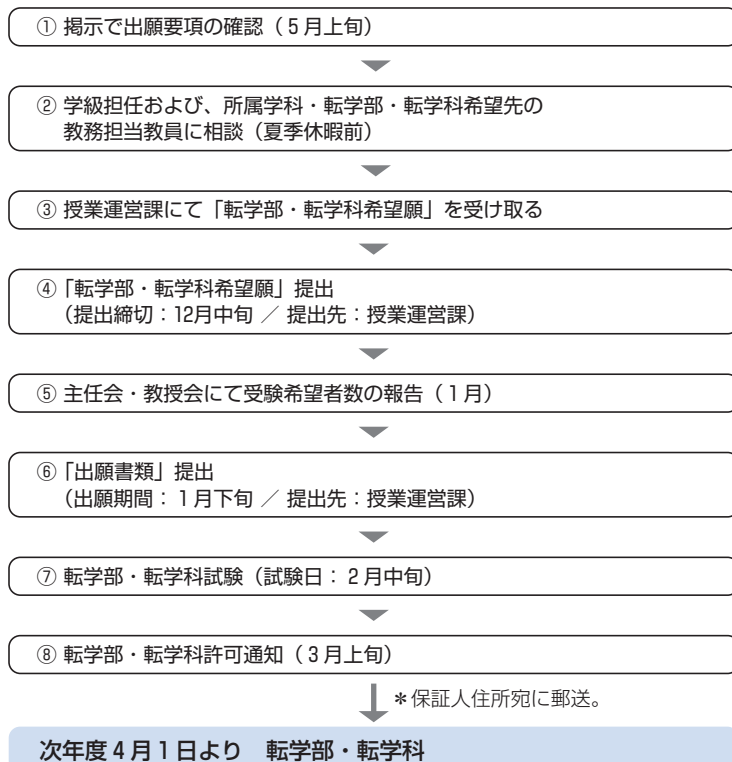 ① 掲示で出願要項の確認（5月上旬）
② 学級担任および、所属学科・転学部・転学科希望先の
教務担当教員に相談（夏季休暇前）
③ 授業運営課にて「転学部・転学科希望願」を受け取る
④「転学部・転学科希望願」提出
（提出締切：12月中旬 ／ 提出先：授業運営課）
⑤ 主任会・教授会にて受験希望者数の報告（1月）
⑥「出願書類」提出
（出願期間：1月下旬 ／ 提出先：授業運営課）
⑦ 転学部・転学科試験（試験日：2月中旬）
⑧ 転学部・転学科許可通知（3月上旬）
＊保証人住所宛に郵送。
次年度4月1日より　転学部・転学科